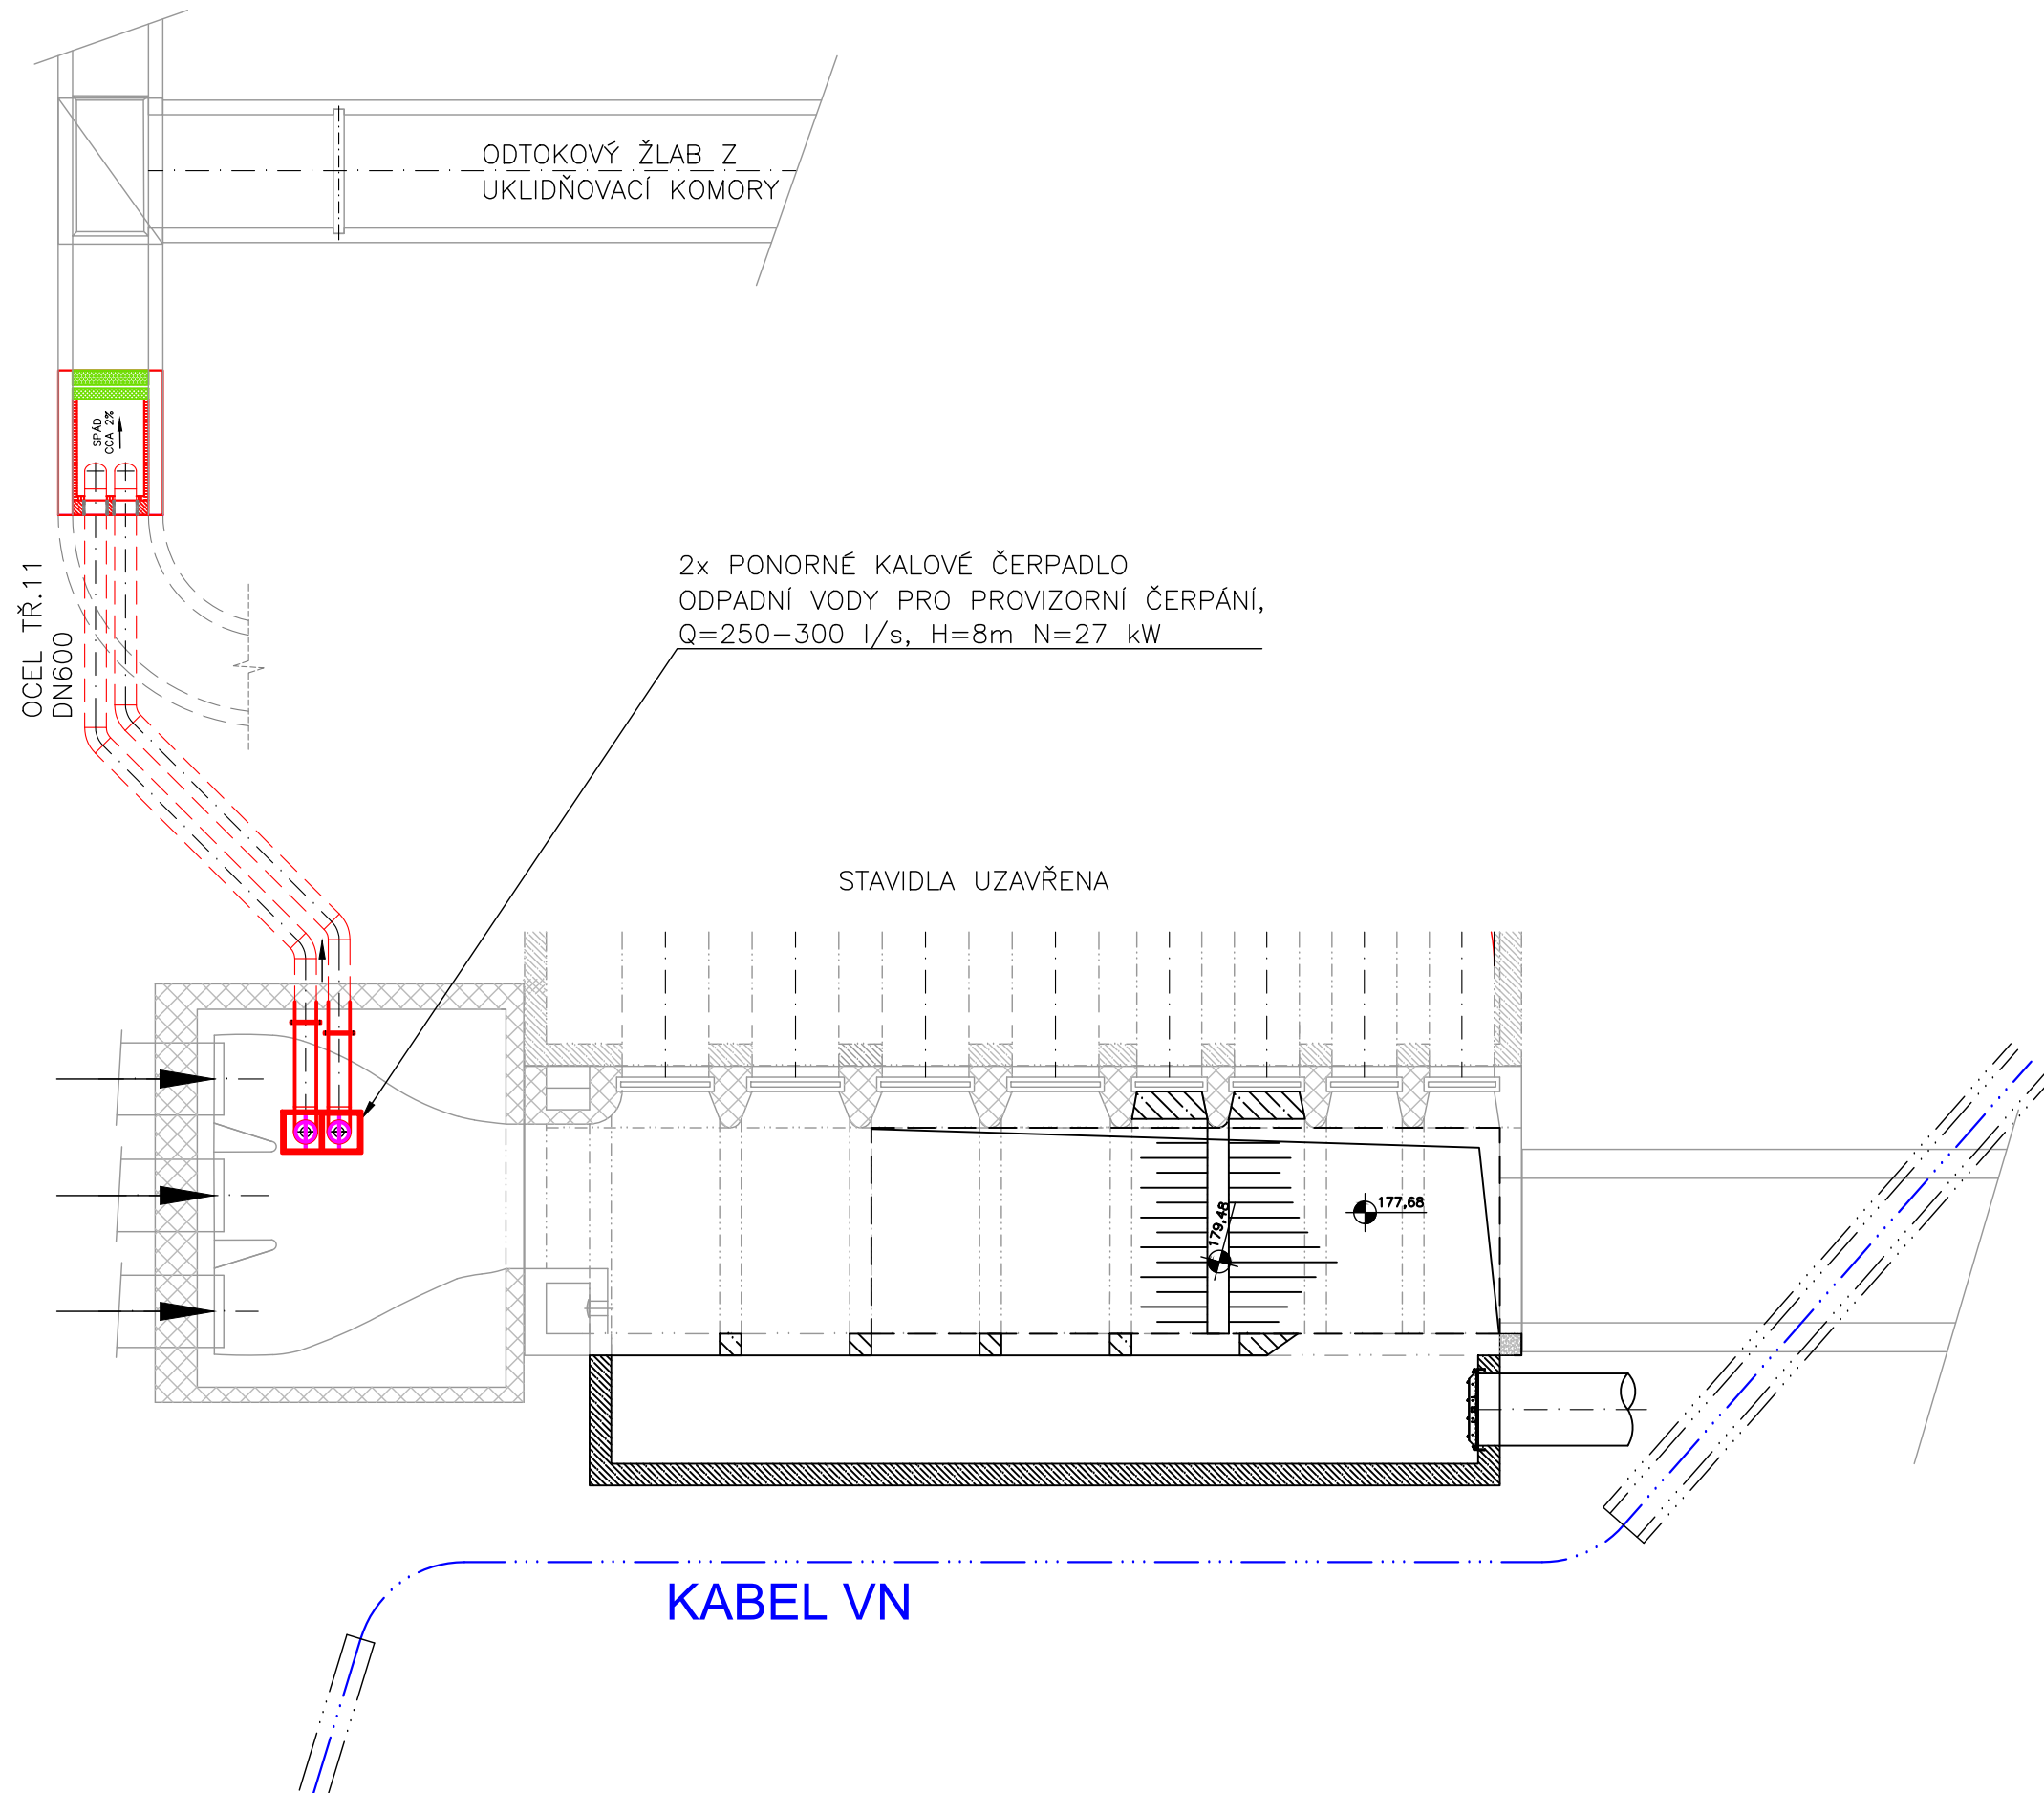 ODTOKOVÝ ŽLAB Z
UKLIDŇOVACÍ KOMORY
SPÁD
CCA 2%
OCEL TŘ.11
DN600
2x PONORNÉ KALOVÉ ČERPADLO
ODPADNÍ VODY PRO PROVIZORNÍ ČERPÁNÍ,
Q=250-300 l/s, H=8m N=27 kW
STAVIDLA UZAVŘENA
179,48
177,68
KABEL VN